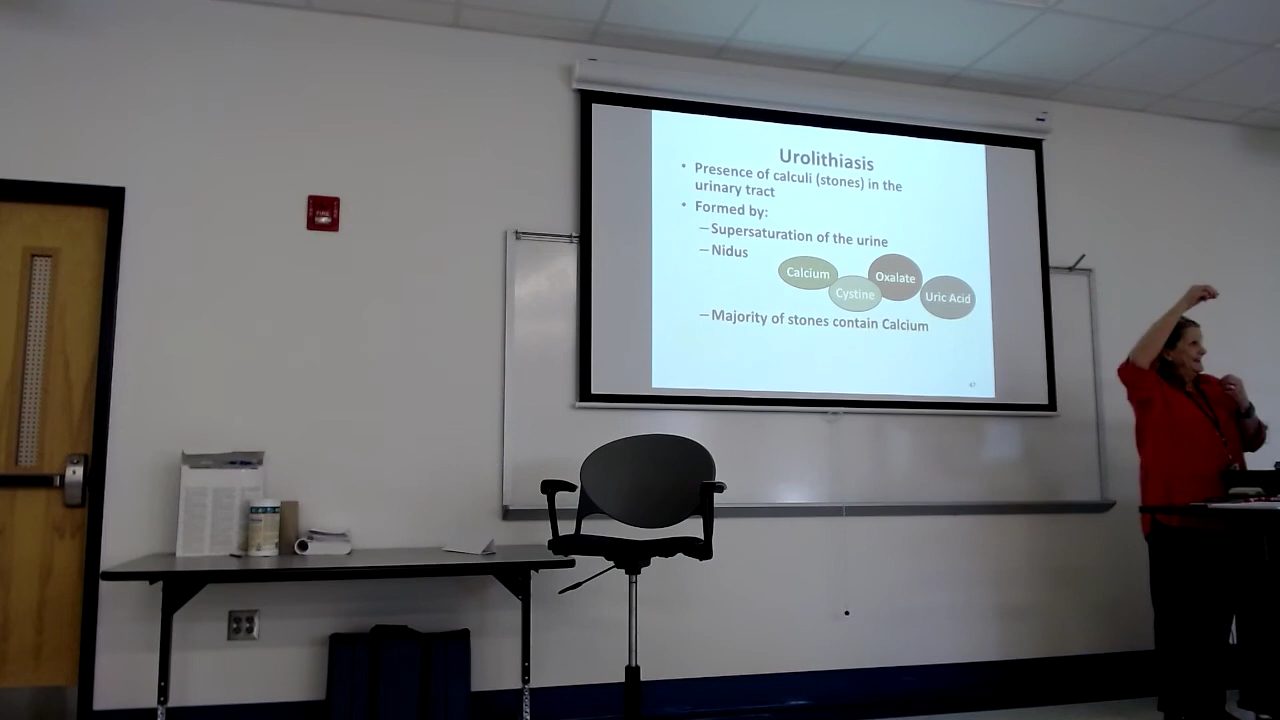 Urolithiasis
• Presence of calculi (stones) in the
urinary tract
• Formed by:
–Supersaturation of the urine
–Nidus
Calcium
Cystine
Oxalate
Uric Acid
–Majority of stones contain Calcium
47
FIRE